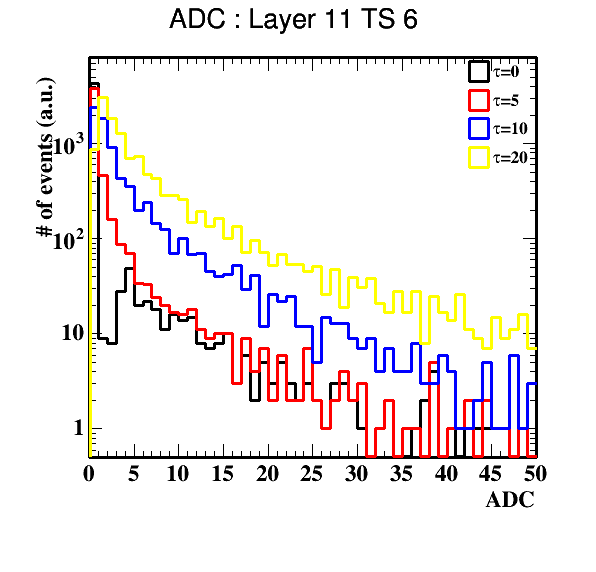 ADC : Layer 11 TS 6
# of events (a.u.)
10³
10²
10
1
τ=0
τ=5
τ=10
τ=20
0 5 10 15 20 25 30 35 40 45 50
ADC